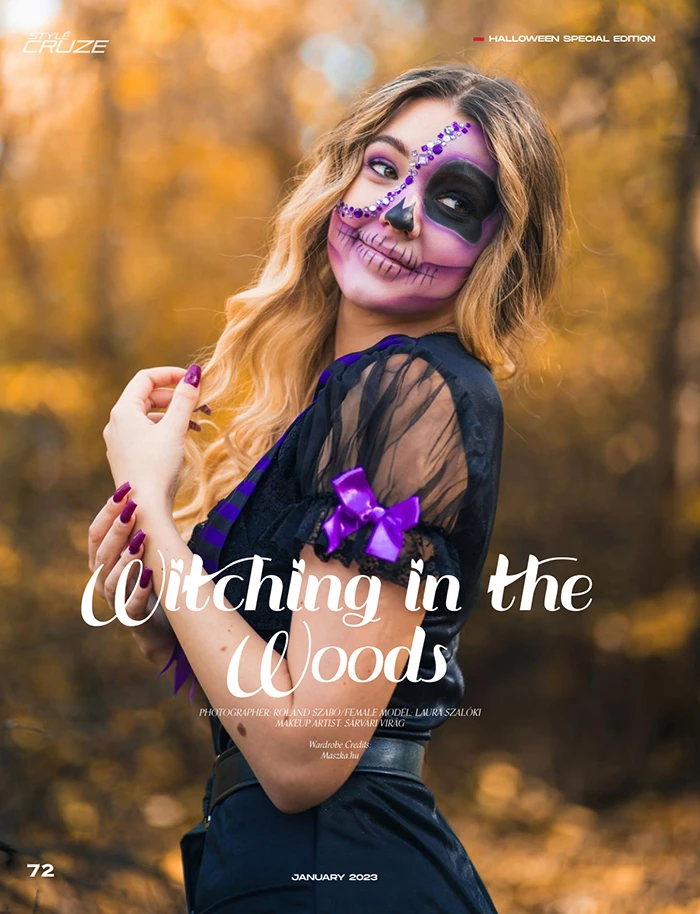 STYLE
CRUZE
HALLOWEEN SPECIAL EDITION
Witching in the
Woods
PHOTOGRAPHER: ROLAND SZABÓ/FEMALE MODEL: LAURA SZALÓKI
MAKEUP ARTIST: SÁRVÁRI VIRÁG
Wardrobe Credits:
Maszka.hu
72
JANUARY 2023